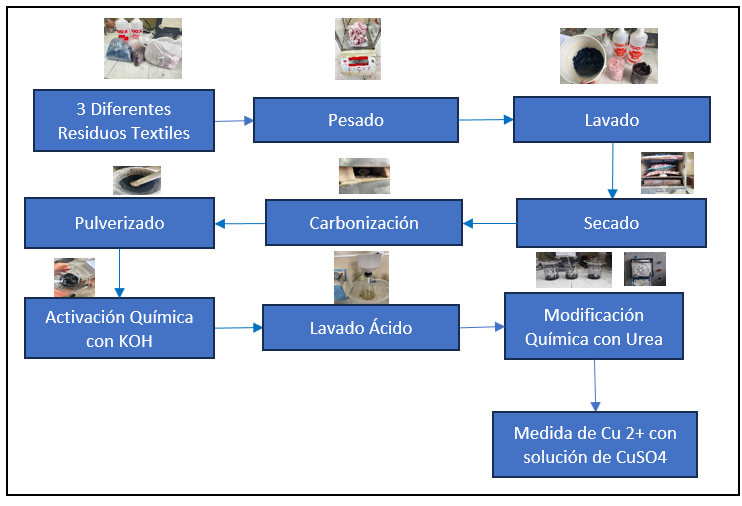 3 Diferentes
Residuos Textiles
Pesado
Lavado
Secado
Carbonización
Pulverizado
Activación Química
con KOH
Lavado Ácido
Modificación
Química con Urea
Medida de Cu 2+ con
solución de CuSO4